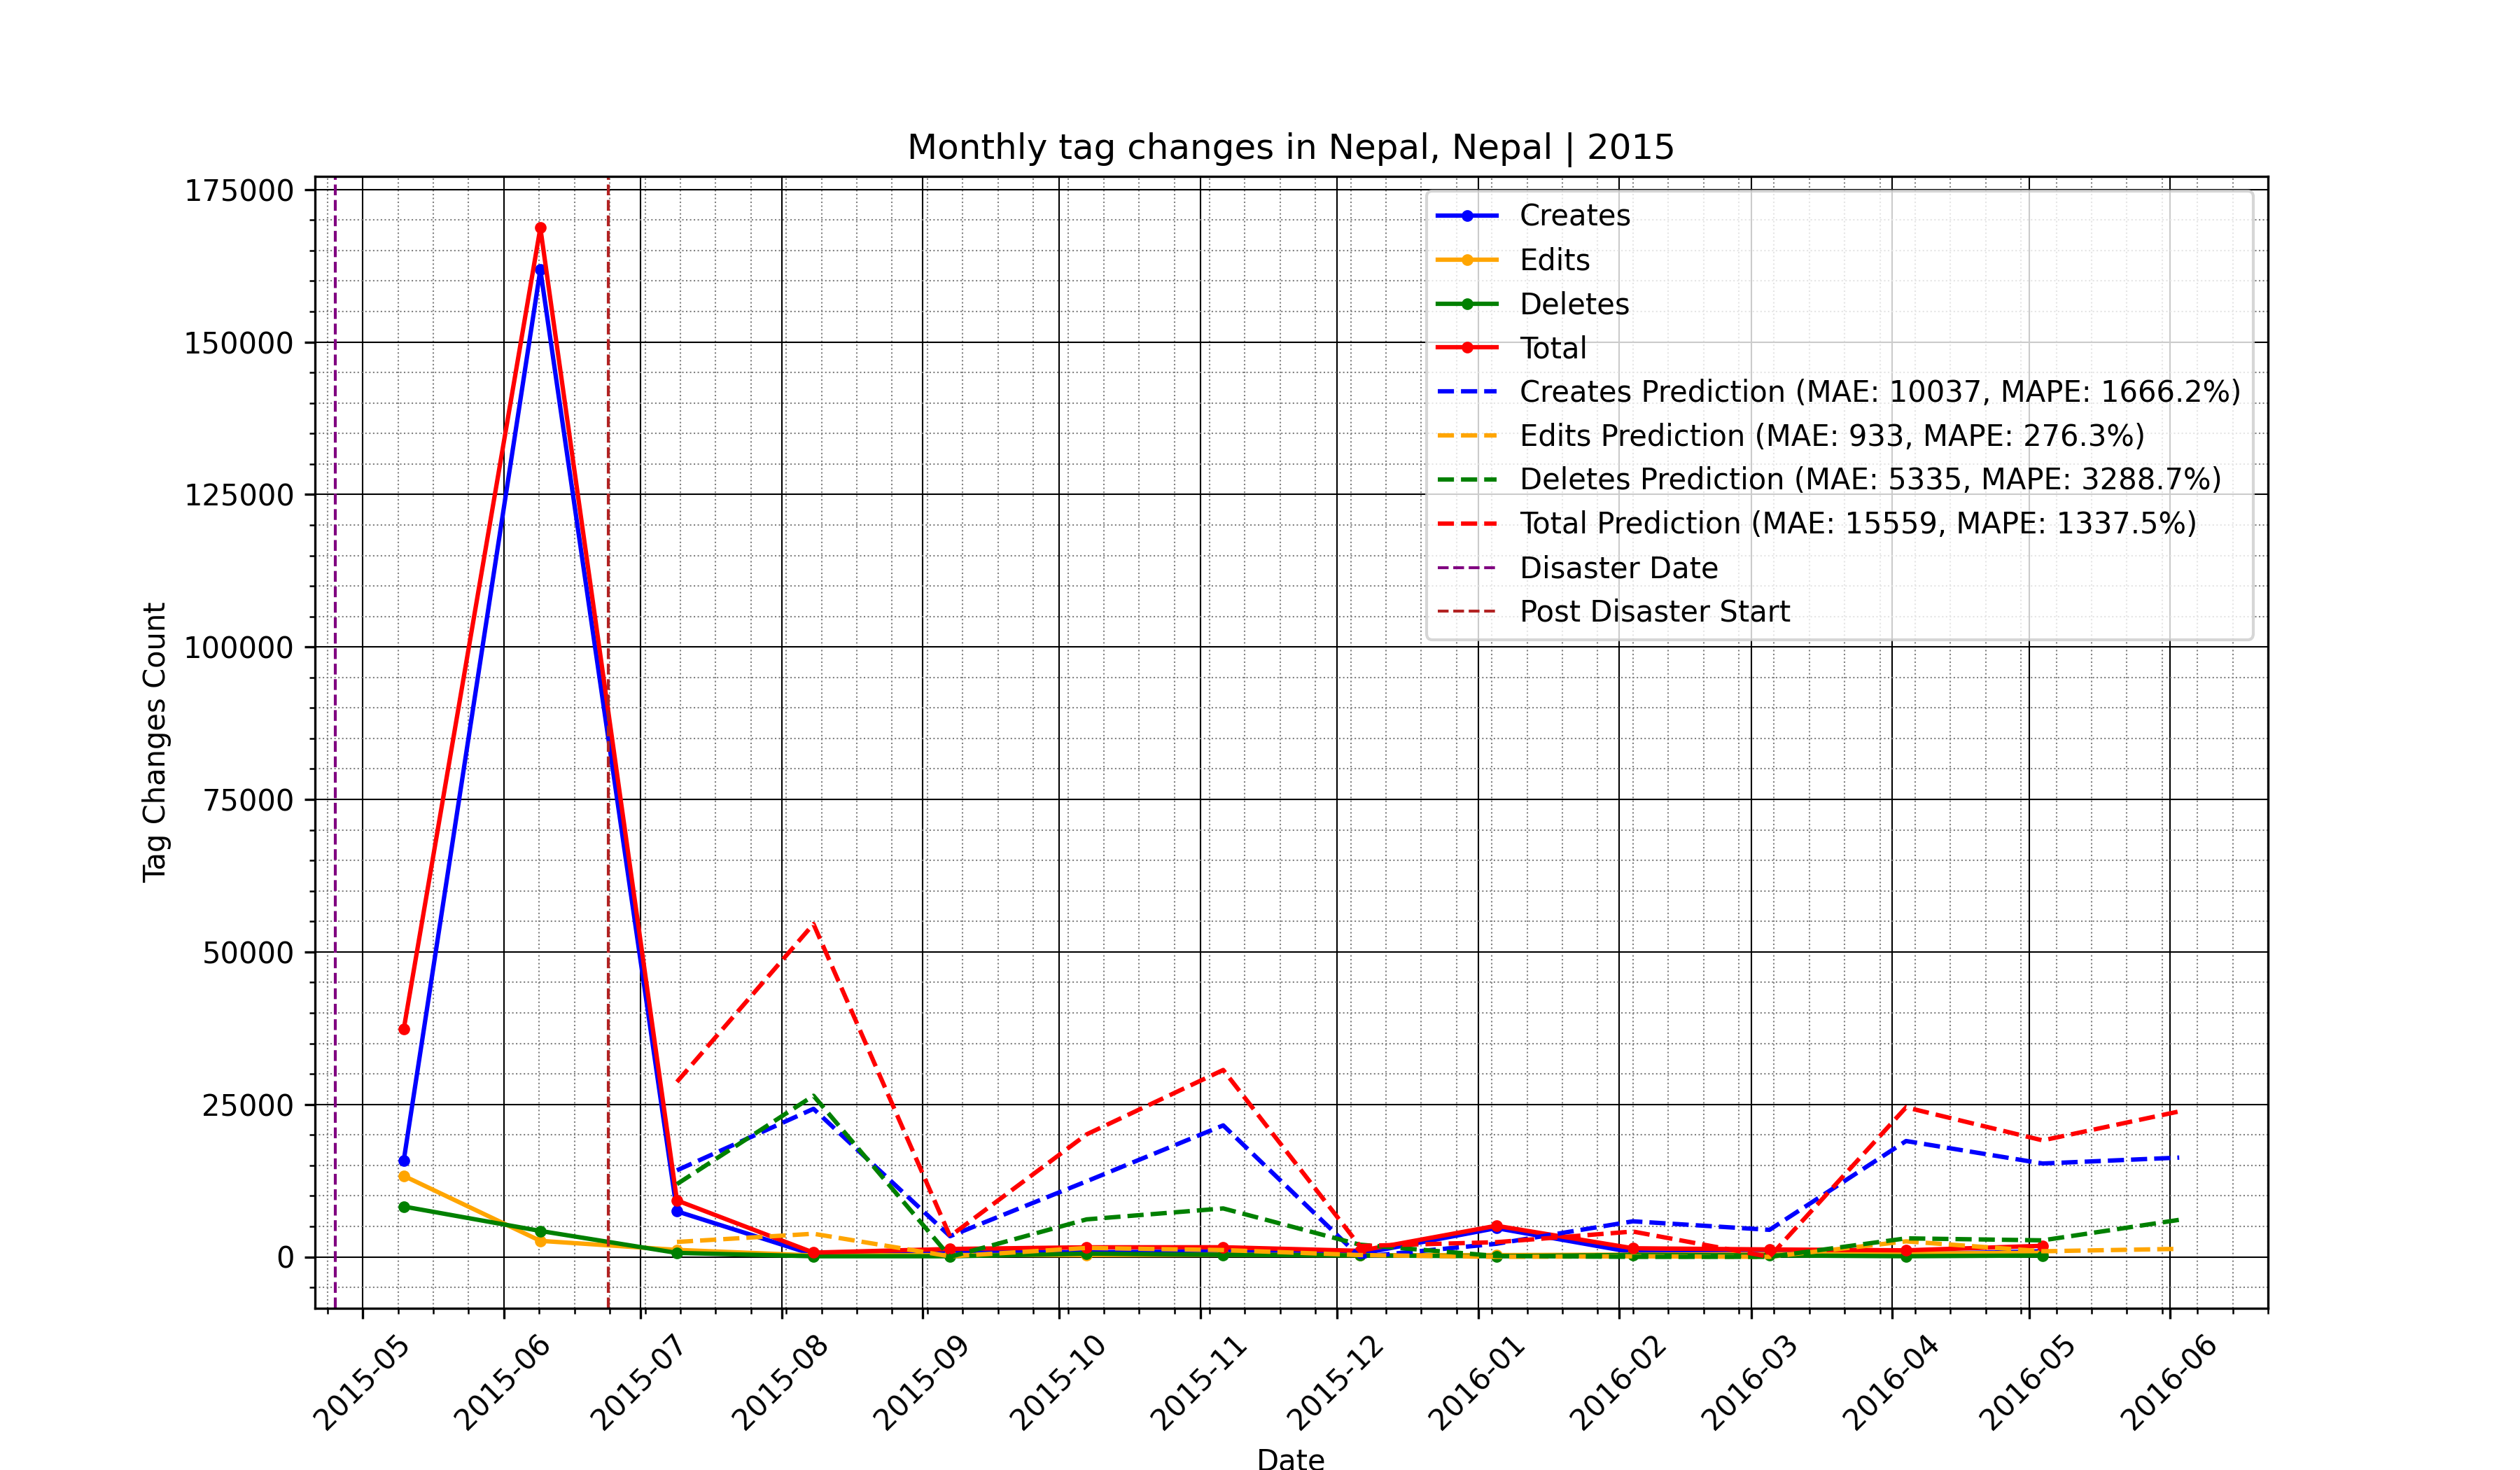 Monthly tag changes in Nepal, Nepal | 2015
175000
150000
125000
100000
75000
50000
25000
0
Tag Changes Count
Creates
Edits
Deletes
Total
Creates Prediction (MAE: 10037, MAPE: 1666.2%)
Edits Prediction (MAE: 933, MAPE: 276.3%)
Deletes Prediction (MAE: 5335, MAPE: 3288.7%)
Total Prediction (MAE: 15559, MAPE: 1337.5%)
Disaster Date
Post Disaster Start
2015-05
2015-06
2015-07
2015-08
2015-09
2015-10
2015-11
2015-12
2016-01
2016-02
2016-03
2016-04
2016-05
2016-06
Date